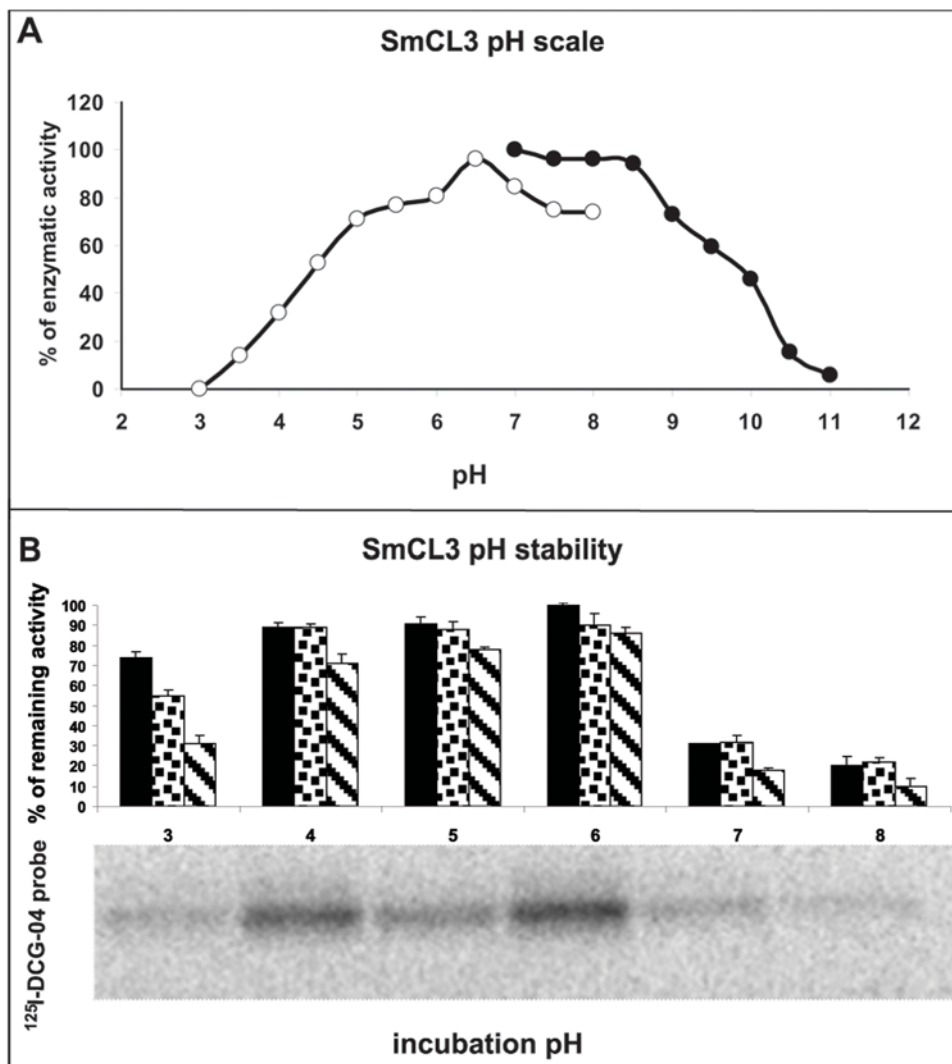 A
SmCL3 pH scale
% of enzymatic activity
120
100
80
60
40
20
0
2 3 4 5 6 7 8 9 10 11 12
pH
B
SmCL3 pH stability
% of remaining activity
100
90
80
70
60
50
40
30
20
10
0
3 4 5 6 7 8
¹²⁵I-DCG-04 probe
incubation pH